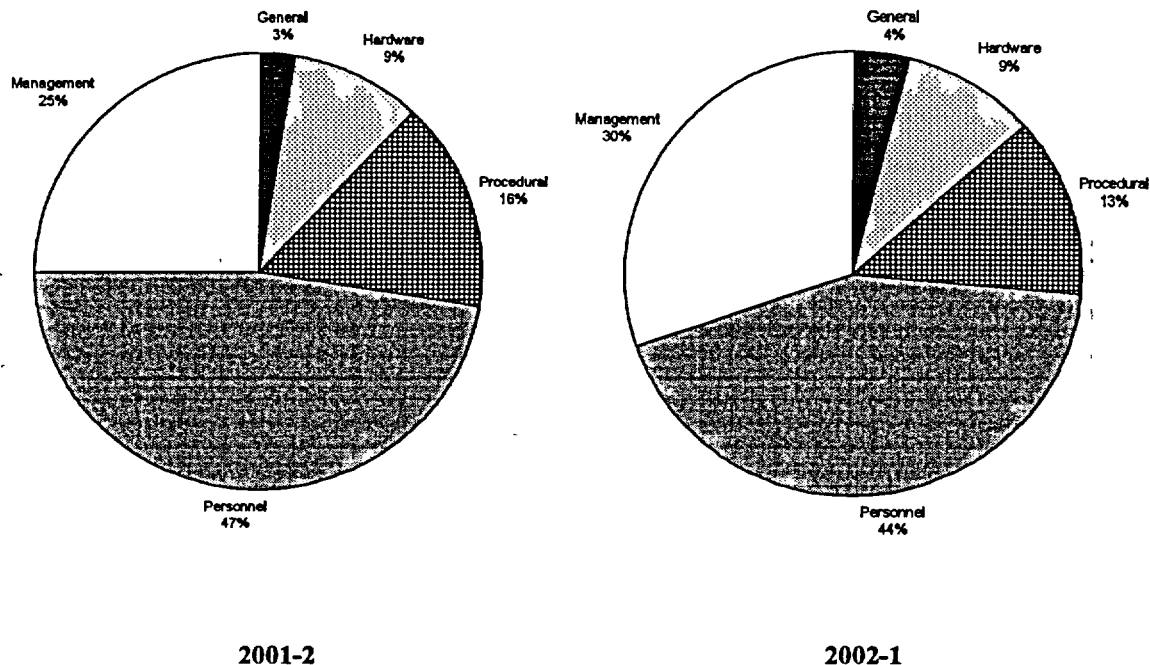 General
3%
Hardware
9%
Procedural
16%
Personnel
47%
Management
25%
General
4%
Hardware
9%
Procedural
13%
Personnel
44%
Management
30%
2001-2
2002-1